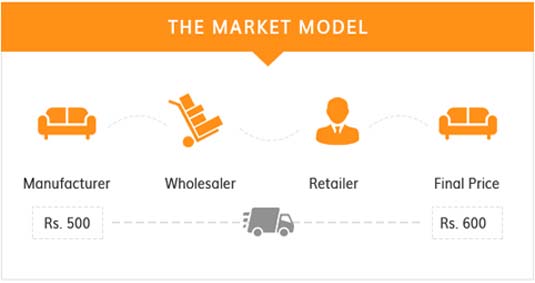 THE MARKET MODEL
Manufacturer Wholesaler Retailer Final Price
Rs. 500 Rs. 600